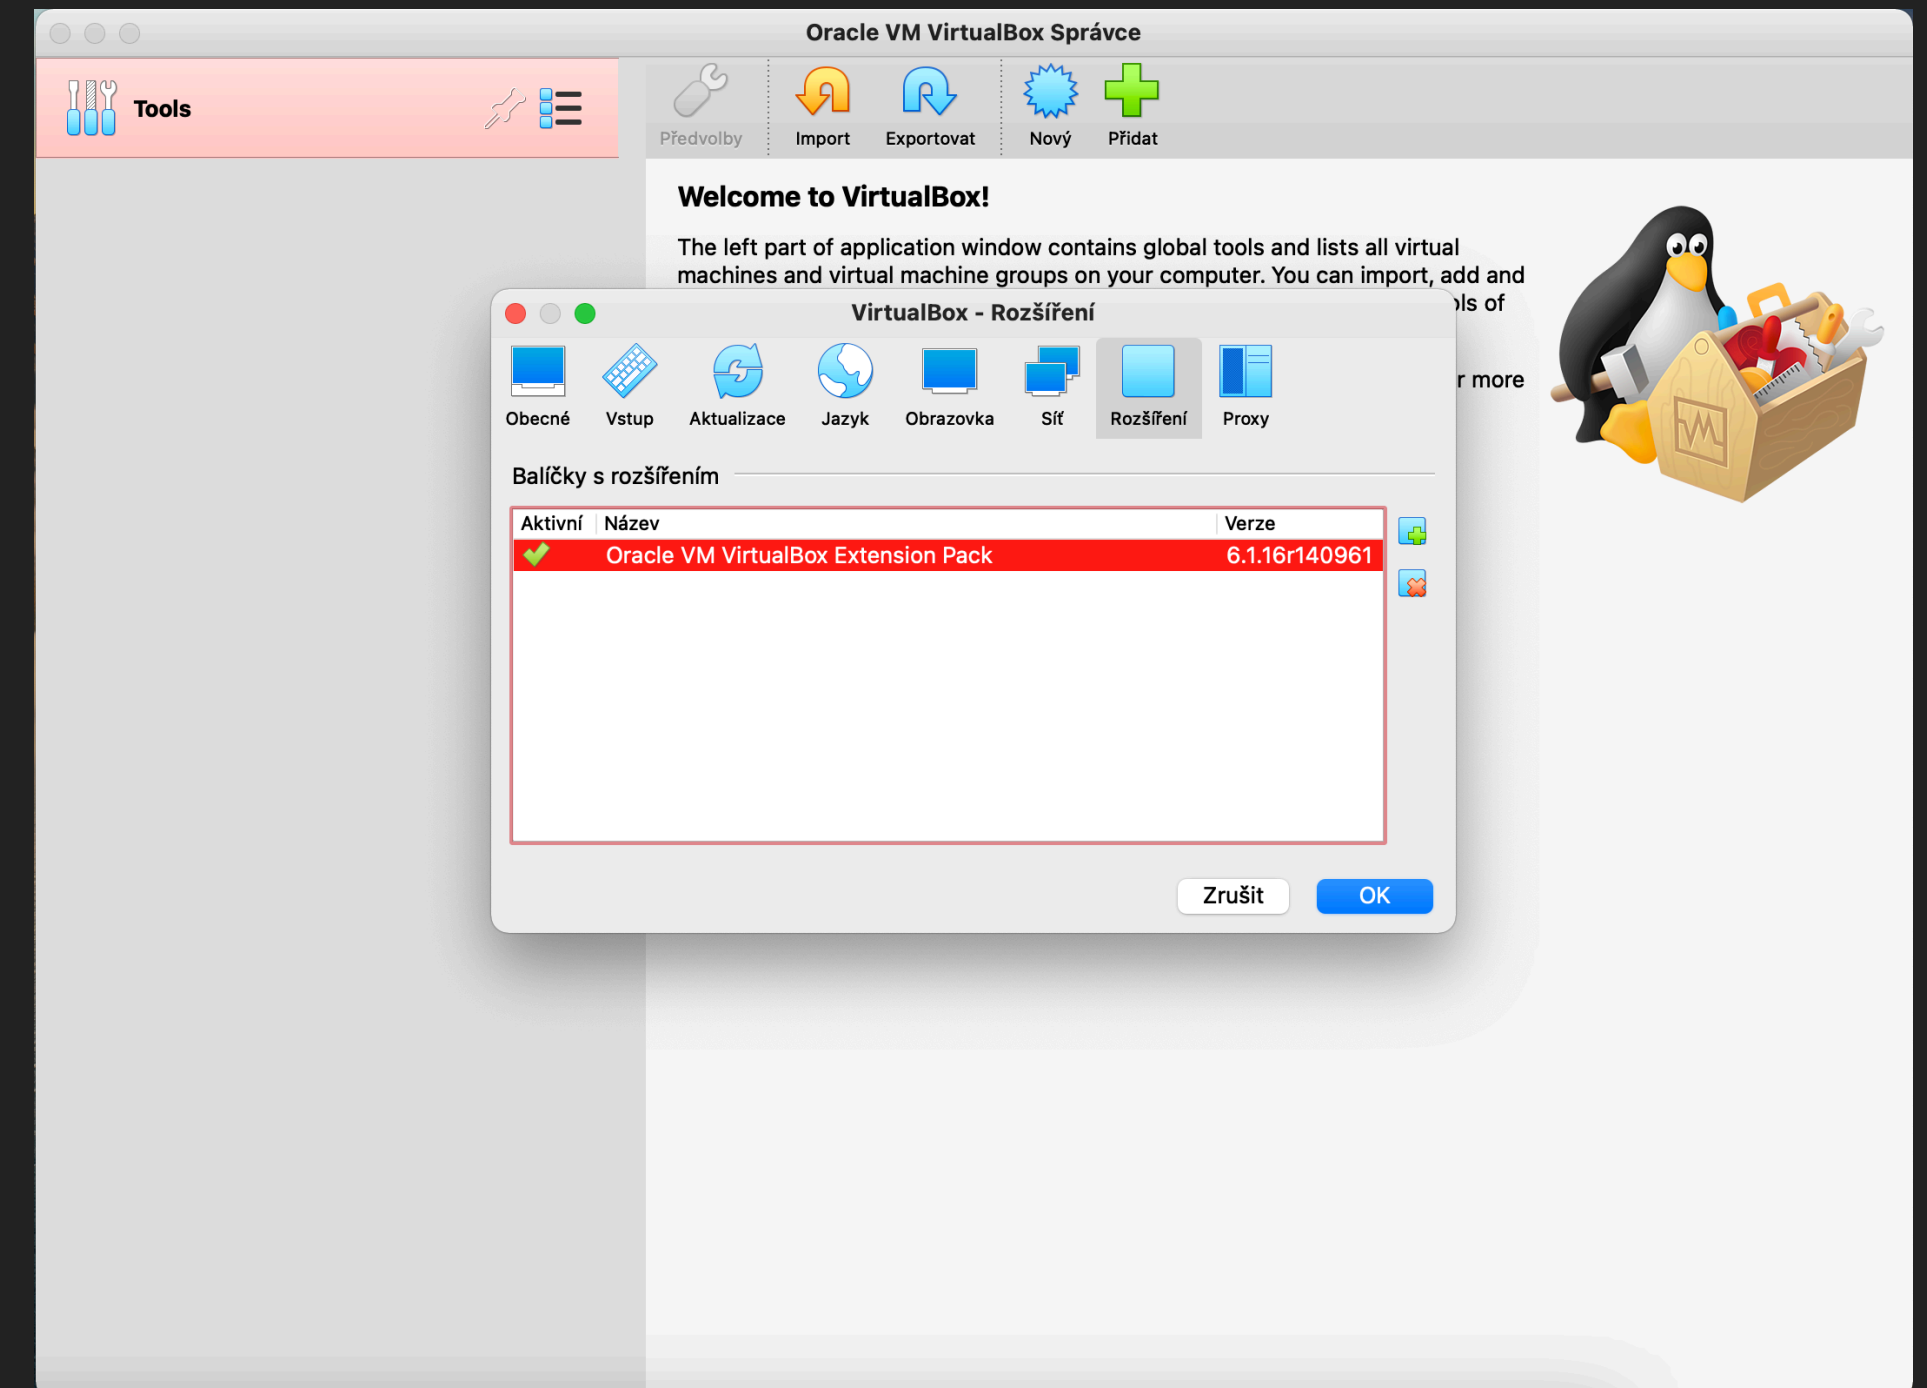 Oracle VM VirtualBox Správce
Tools
Předvolby
Import
Exportovat
Nový
Přidat
Welcome to VirtualBox!
The left part of application window contains global tools and lists all virtual
machines and virtual machine groups on your computer. You can import, add and
ols of
r more
VirtualBox - Rozšíření
Obecné
Vstup
Aktualizace
Jazyk
Obrazovka
Síť
Rozšíření
Proxy
Balíčky s rozšířením
Aktivní Název Verze
Oracle VM VirtualBox Extension Pack 6.1.16r140961
Zrušit
OK